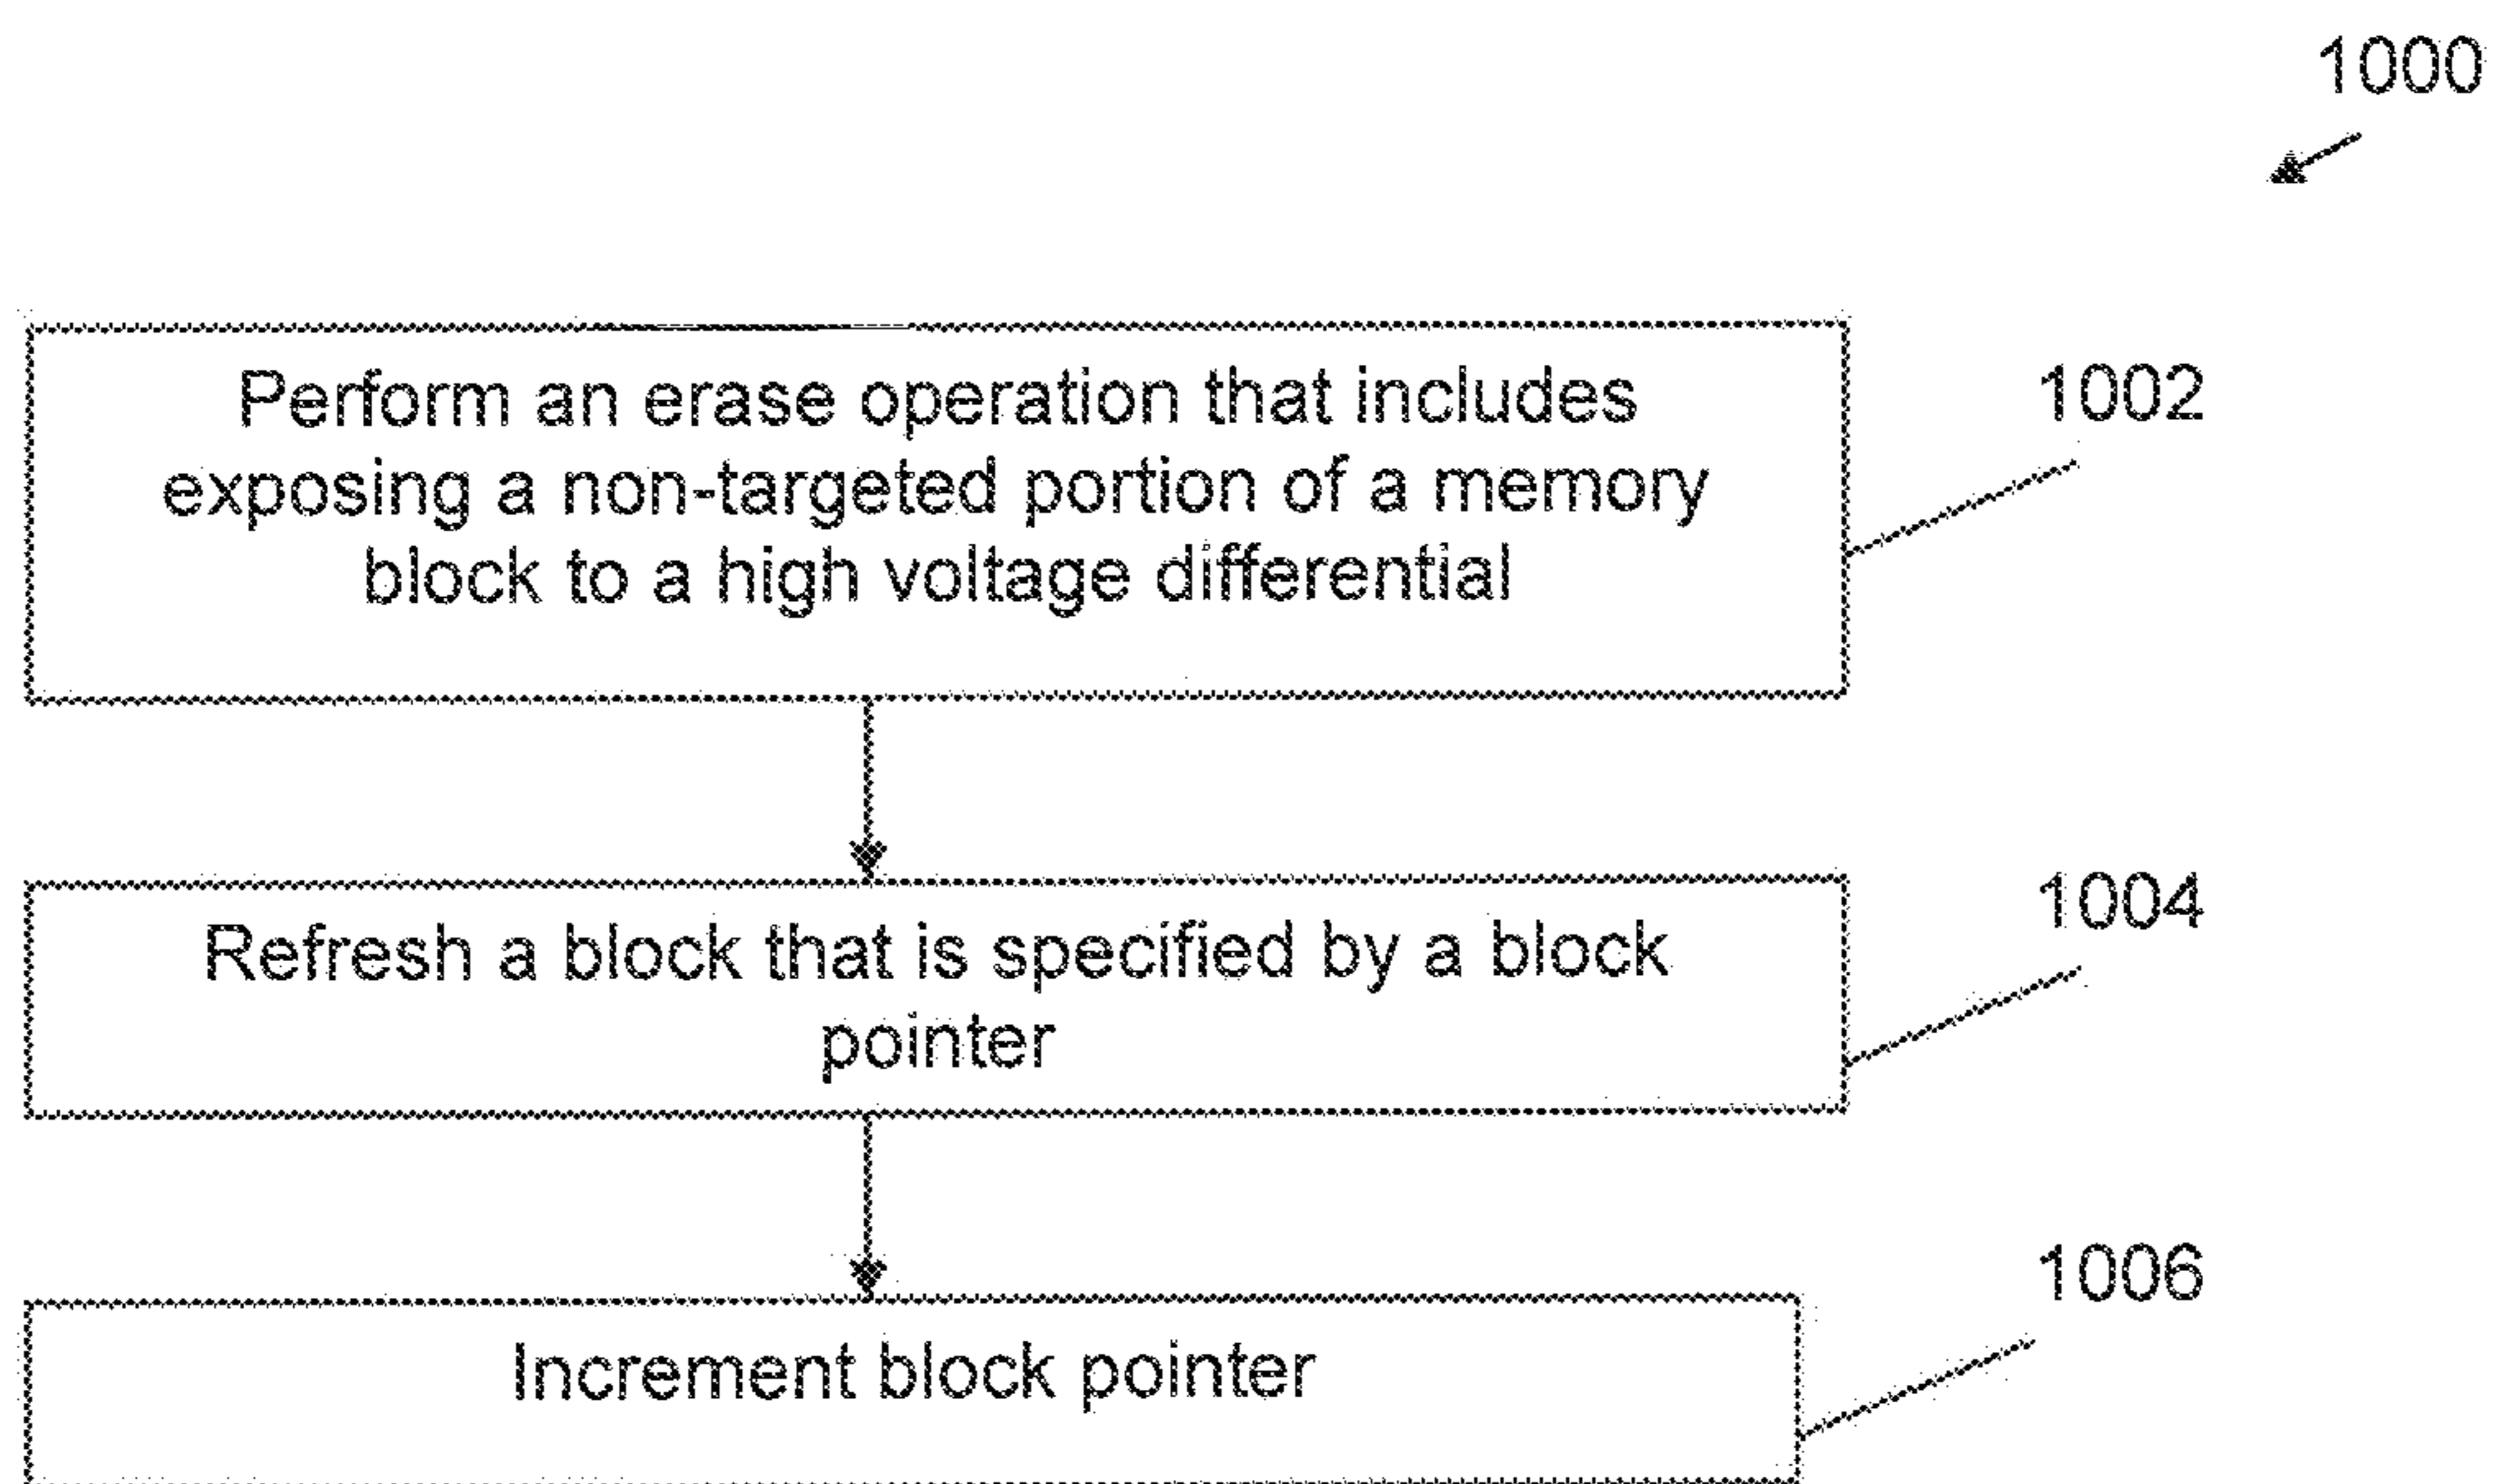 1000
Perform an erase operation that includes
1002
exposing a non-targeted portion of a memory
block to a high voltage differential
Refresh a block that is specified by a block
1004
pointer
Increment block pointer
1006